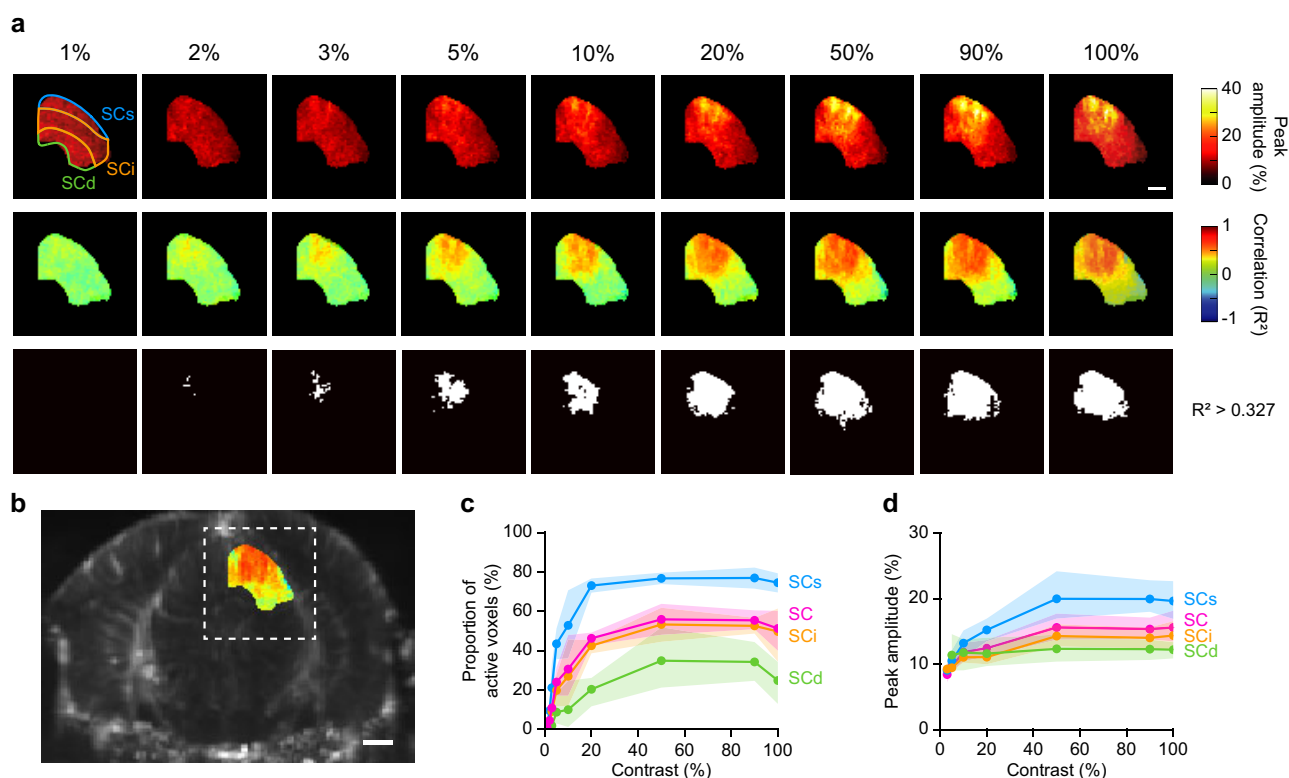 a
1% 2% 3% 5% 10% 20% 50% 90% 100%
SCs
SCi
SCd
40
20
0
Peak
amplitude (%)
1
0
-1
Correlation (R²)
R² > 0.327
b
c
100
80
60
40
20
0
Proportion of
active voxels (%)
SCs
SC
SCi
SCd
0 20 40 60 80 100
Contrast (%)
d
30
20
10
0
Peak amplitude (%)
SCs
SC
SCi
SCd
0 20 40 60 80 100
Contrast (%)